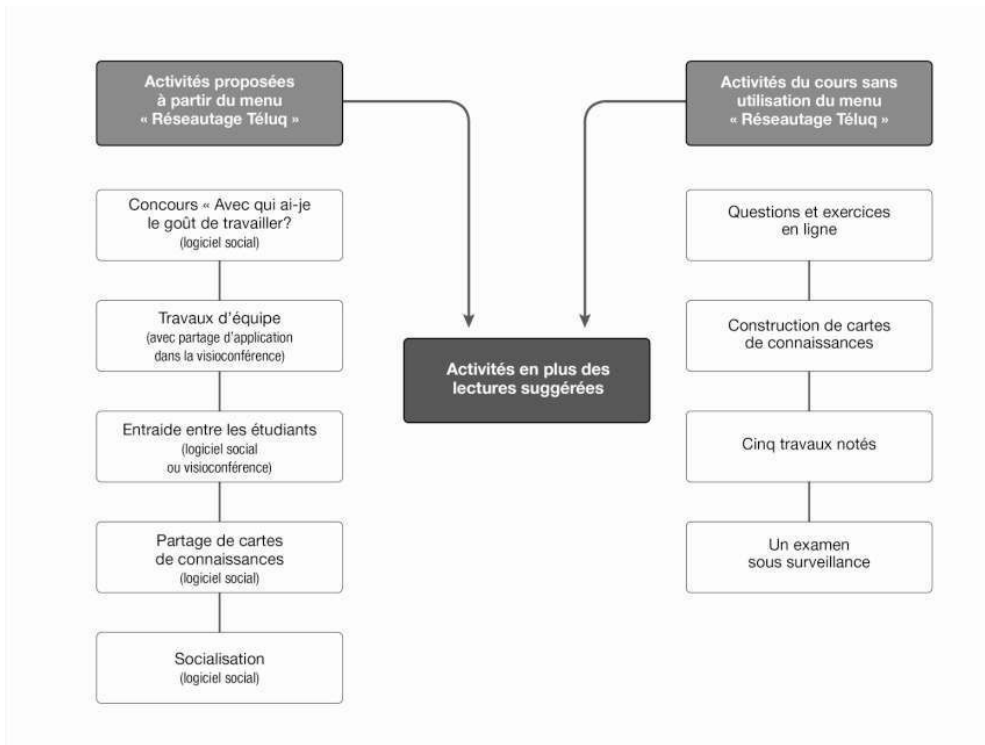 Activités proposées
à partir du menu
« Réseautage Téluq »
Concours « Avec qui ai-je
le goût de travailler?
(logiciel social)
Travaux d'équipe
(avec partage d'application
dans la visioconférence)
Entraide entre les étudiants
(logiciel social
ou visioconférence)
Partage de cartes
de connaissances
(logiciel social)
Socialisation
(logiciel social)
Activités en plus des
lectures suggérées
Activités du cours sans
utilisation du menu
« Réseautage Téluq »
Questions et exercices
en ligne
Construction de cartes
de connaissances
Cinq travaux notés
Un examen
sous surveillance